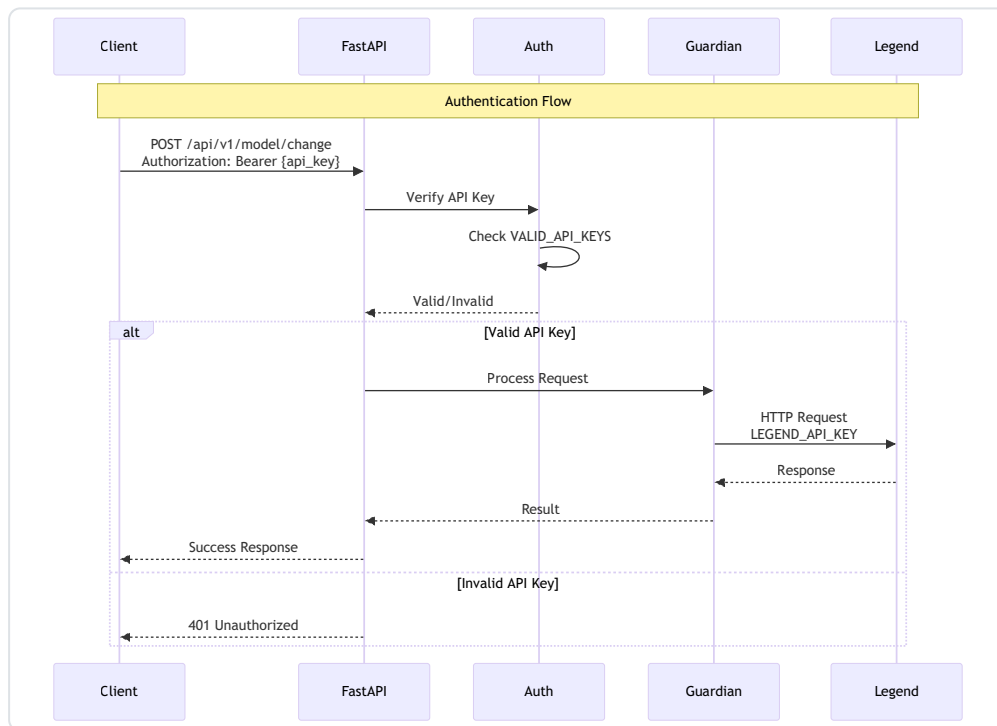 Client
FastAPI
Auth
Guardian
Legend
Authentication Flow
POST /api/v1/model/change
Authorization: Bearer {api_key}
Verify API Key
Check VALID_API_KEYS
Valid/Invalid
alt
[Valid API Key]
Process Request
HTTP Request
LEGEND_API_KEY
Response
Result
Success Response
[Invalid API Key]
401 Unauthorized
Client
FastAPI
Auth
Guardian
Legend